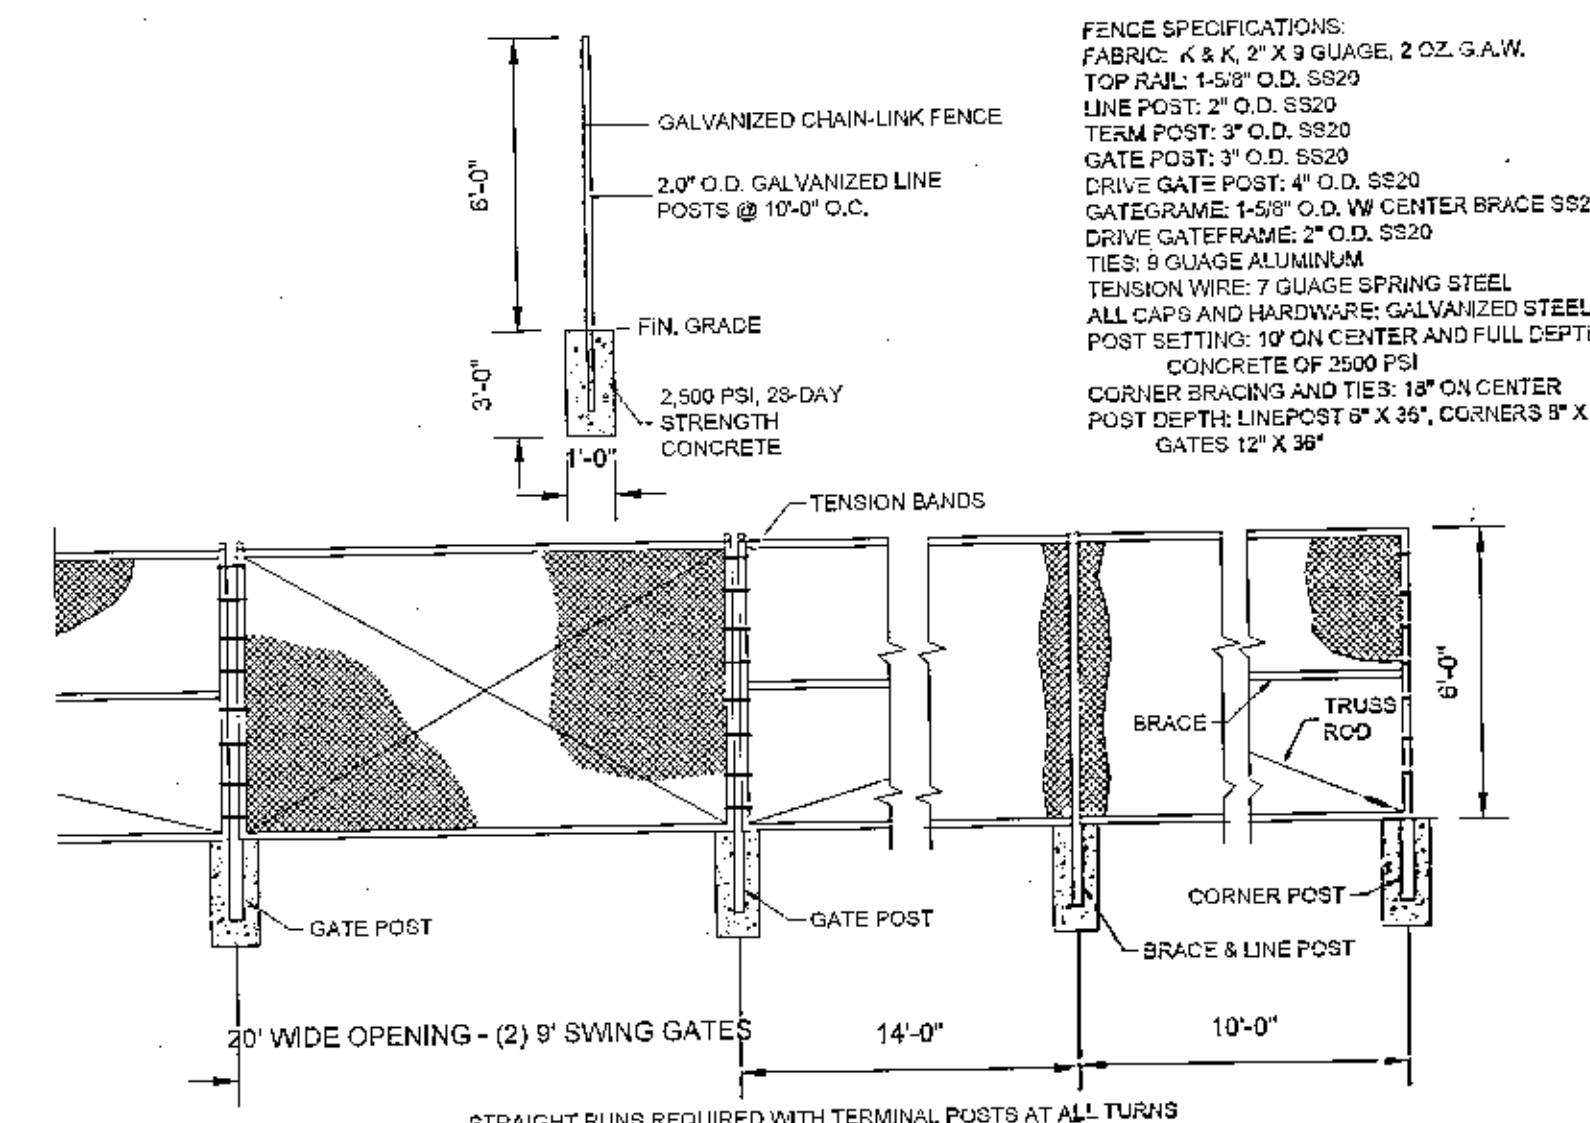 FENCE SPECIFICATIONS:
FABRIC: K & K, 2" X 9 GUAGE, 2 OZ. G.A.W.
TOP RAIL: 1-5/8" O.D. SS20
LINE POST: 2" O.D. SS20
TERM POST: 3" O.D. SS20
GATE POST: 3" O.D. SS20
DRIVE GATE POST: 4" O.D. SS20
GATEGRAME: 1-5/8" O.D. W/ CENTER BRACE SS2
DRIVE GATEFRAME: 2" O.D. SS20
TIES: 9 GUAGE ALUMINUM
TENSION WIRE: 7 GUAGE SPRING STEEL
ALL CAPS AND HARDWARE: GALVANIZED STEEL
POST SETTING: 10' ON CENTER AND FULL DEPT
CONCRETE OF 2500 PSI
CORNER BRACING AND TIES: 18" ON CENTER
POST DEPTH: LINEPOST 6" X 36", CORNERS 8" X
GATES 12" X 36"
6'-0"
GALVANIZED CHAIN-LINK FENCE
2.0" O.D. GALVANIZED LINE
POSTS @ 10'-0" O.C.
FIN. GRADE
3'-0"
2,500 PSI, 28-DAY
STRENGTH
CONCRETE
1'-0"
TENSION BANDS
BRACE
TRUSS
ROD
6'-0"
GATE POST
GATE POST
CORNER POST
BRACE & LINE POST
20' WIDE OPENING - (2) 9' SWING GATES
14'-0"
10'-0"
STRAIGHT RUNS REQUIRED WITH TERMINAL POSTS AT ALL TURNS